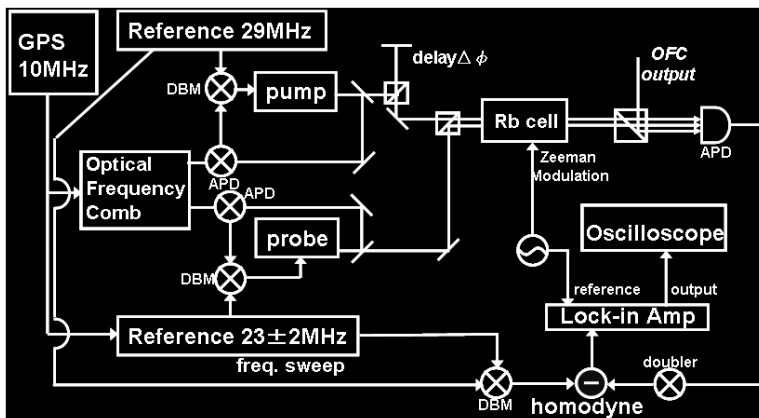 GPS
10MHz
Reference 29MHz
DBM
pump
delayΔ ϕ
OFC
output
Rb cell
APD
Zeeman
Modulation
Optical
Frequency
Comb
APD
APD
probe
DBM
Oscilloscope
reference
output
Lock-in Amp
Reference 23±2MHz
freq. sweep
DBM
homodyne
doubler